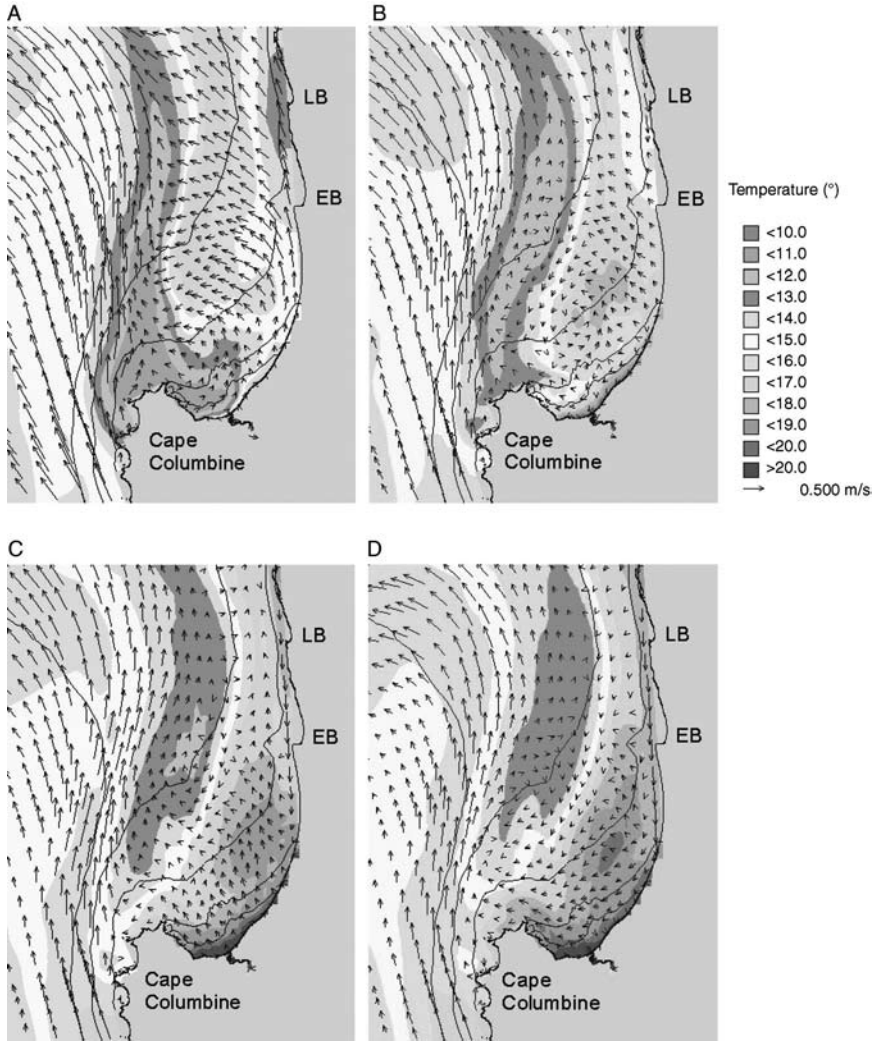 A
B
LB
LB
EB
EB
Cape
Columbine
Cape
Columbine
Temperature (°)
<10.0
<11.0
<12.0
<13.0
<14.0
<15.0
<16.0
<17.0
<18.0
<19.0
<20.0
>20.0
0.500 m/s
C
D
LB
LB
EB
EB
Cape
Columbine
Cape
Columbine